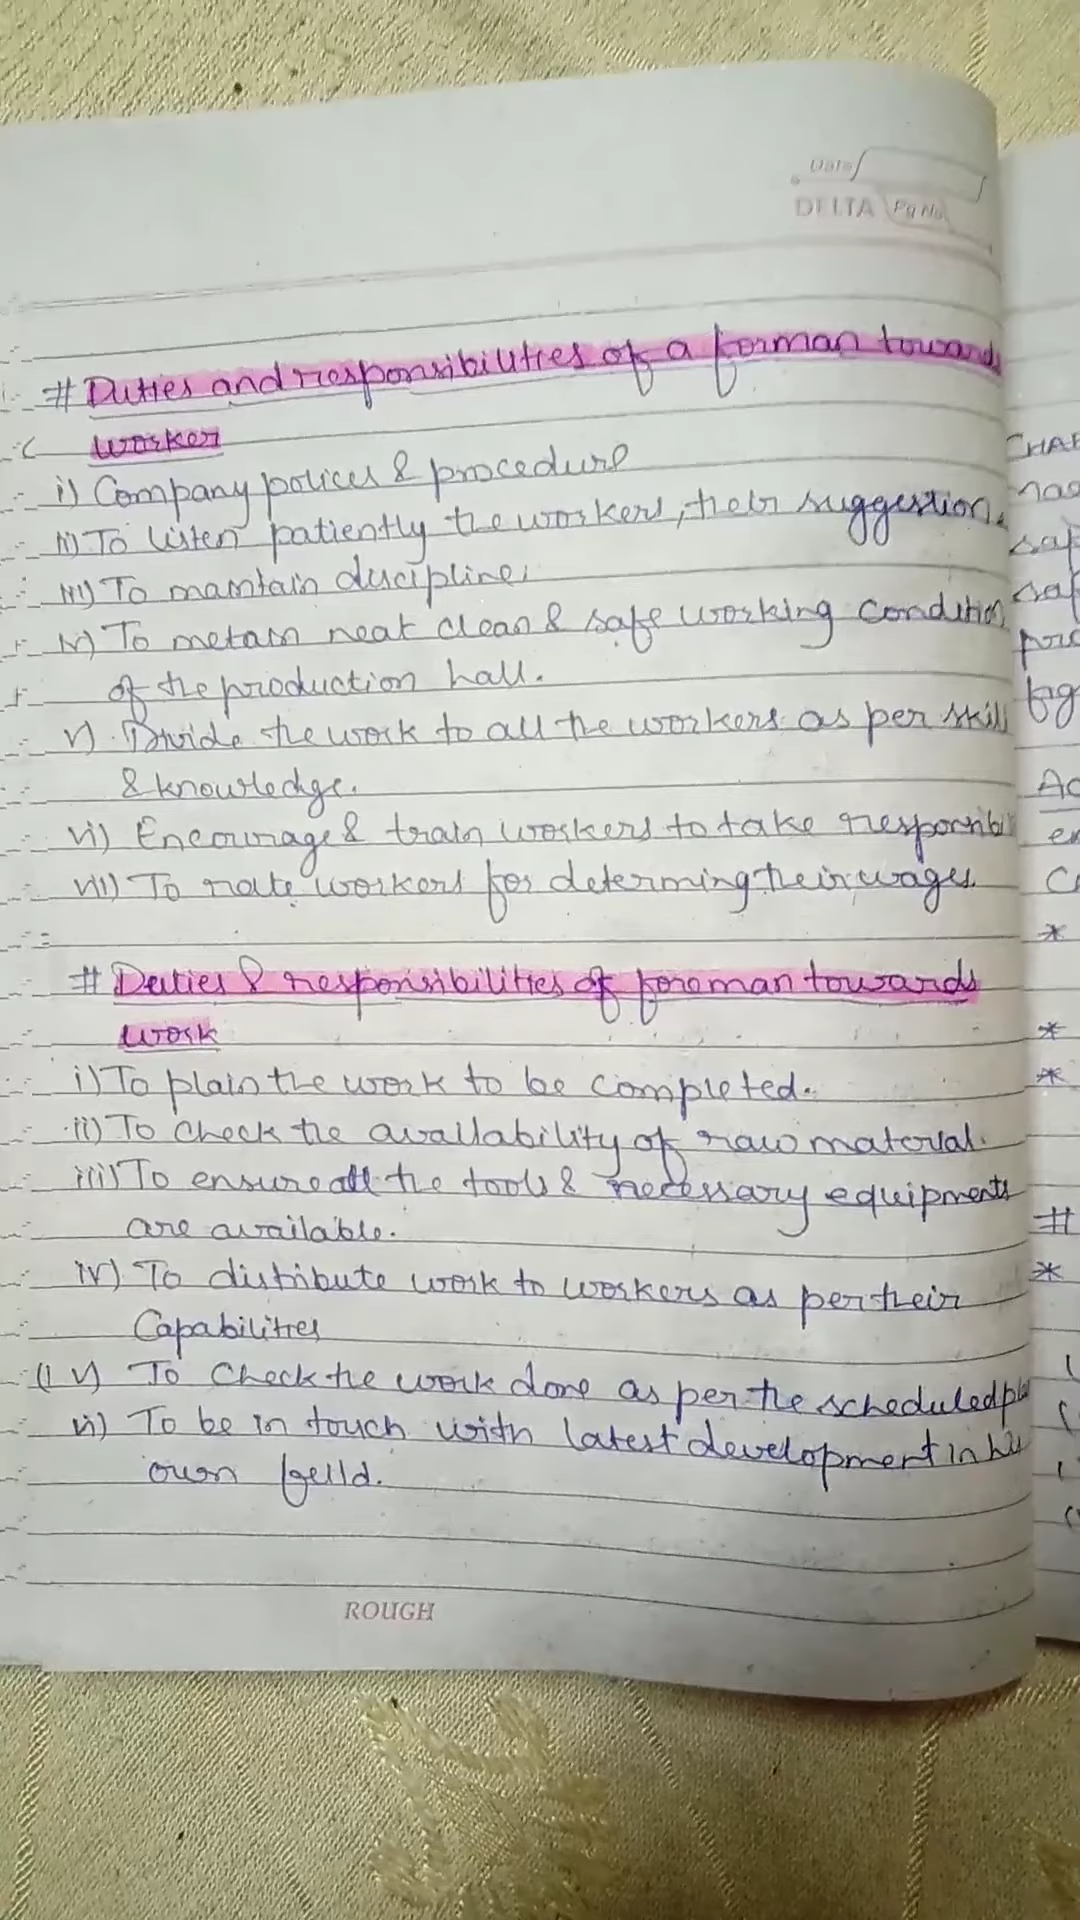 Date
DELTA Pg No
# Duties and responsibilities of a forman towards
worker
i) Company polices & procedure
ii) To listen patiently the workers, their suggestion.
iii) To maintain discipline.
iv) To metain neat clean & safe working condition
of the production hall.
v) Divide the work to all the workers as per skill
& knowledge.
vi) Encourage & train workers to take responsibi
vii) To rate workers for determing their wages.
# Duties & responsibilities of foreman towards
work
i) To plain the work to be completed.
ii) To check the availability of raw material.
iii) To ensure all the tools & necessary equipments
are available.
iv) To distribute work to workers as per their
Capabilities
v) To Check the work done as per the scheduled
vi) To be in touch with latest development in his
own feild.
ROUGH